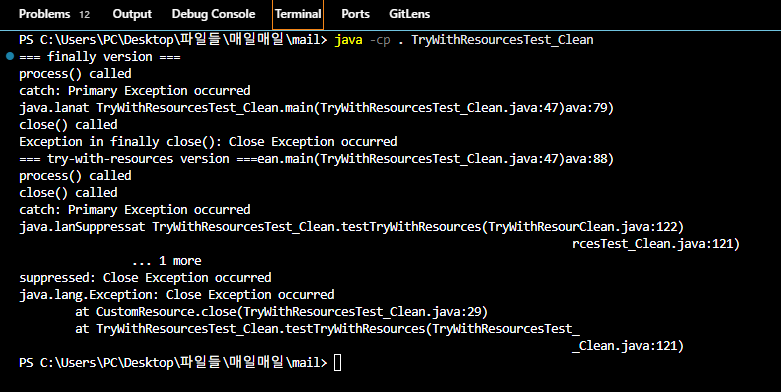 Problems 12 Output Debug Console Terminal Ports GitLens
PS C:\Users\PC\Desktop\파일들\매일매일\mail> java -cp . TryWithResourcesTest_Clean
=== finally version ===
process() called
catch: Primary Exception occurred
java.lanat TryWithResourcesTest_Clean.main(TryWithResourcesTest_Clean.java:47)ava:79)
close() called
Exception in finally close(): Close Exception occurred
=== try-with-resources version ===ean.main(TryWithResourcesTest_Clean.java:47)ava:88)
process() called
close() called
catch: Primary Exception occurred
java.lanSuppressat TryWithResourcesTest_Clean.testTryWithResources(TryWithResourClean.java:122)
rcesTest_Clean.java:121)
... 1 more
suppressed: Close Exception occurred
java.lang.Exception: Close Exception occurred
at CustomResource.close(TryWithResourcesTest_Clean.java:29)
at TryWithResourcesTest_Clean.testTryWithResources(TryWithResourcesTest_
_Clean.java:121)
PS C:\Users\PC\Desktop\파일들\매일매일\mail>